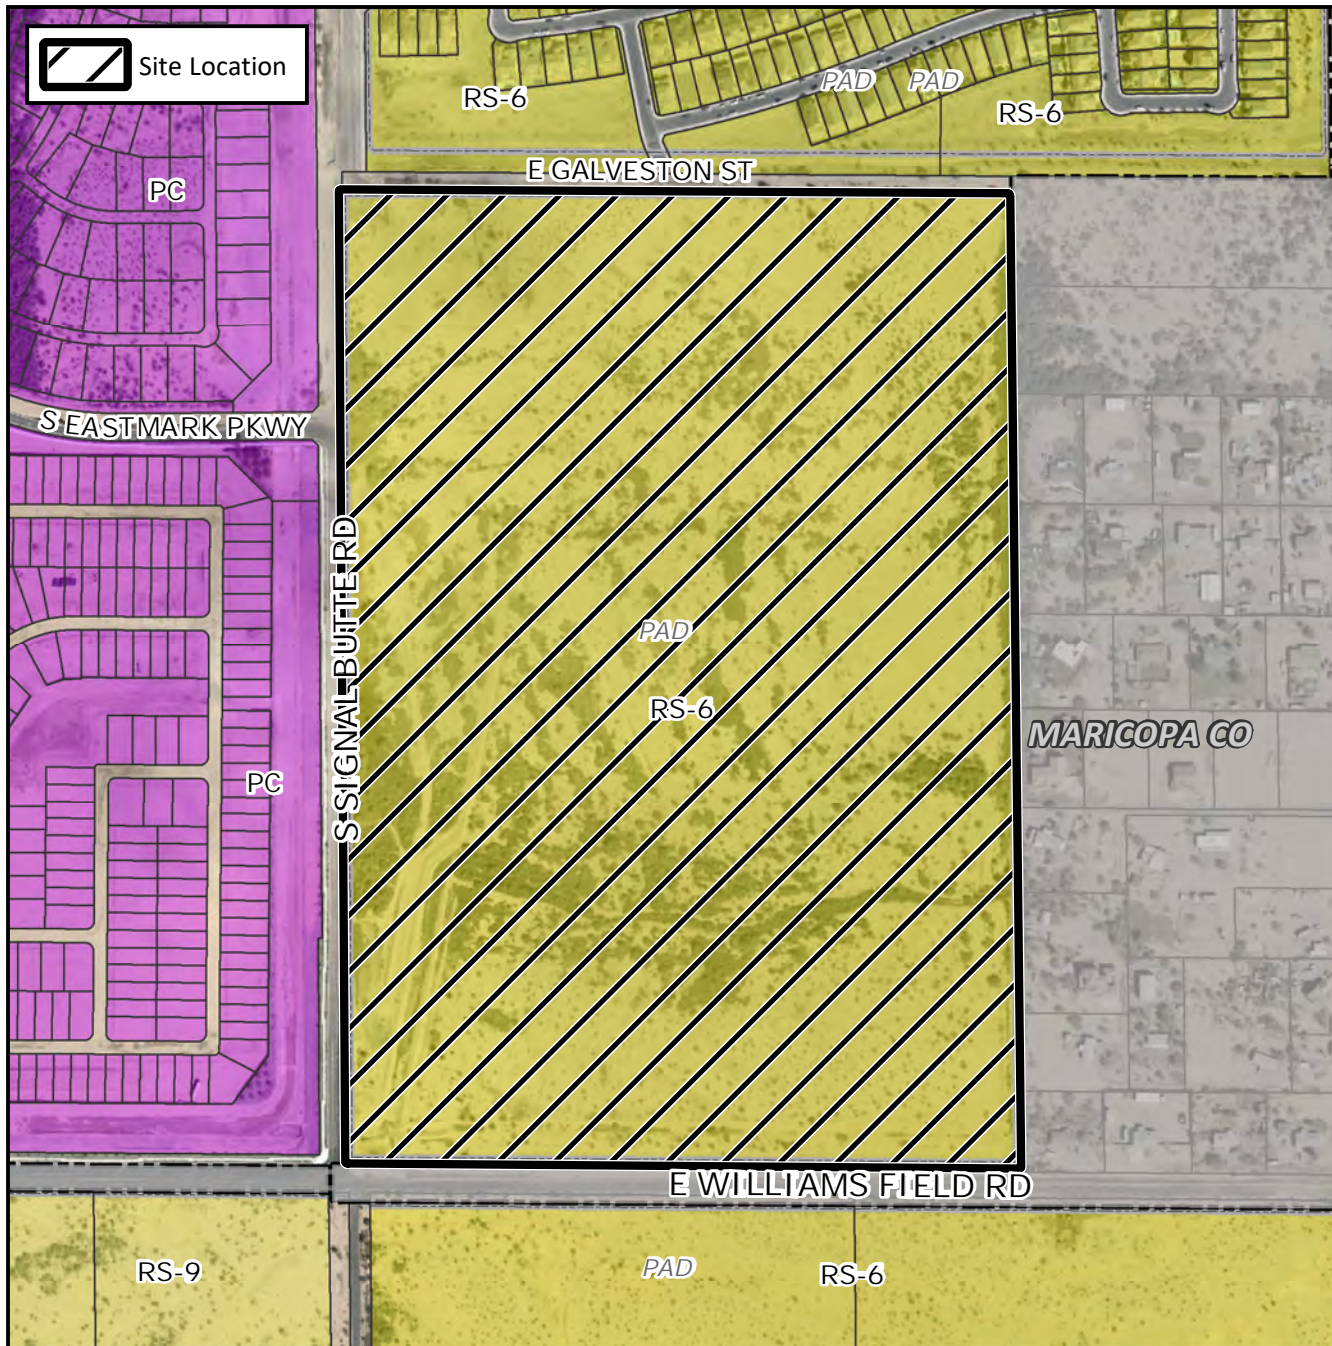 Site Location
RS-6
PAD
PAD
RS-6
E GALVESTON ST
PC
S EASTMARK PKWY
S SIGNAL BUTTE RD
PAD
RS-6
MARICOPA CO
PC
E WILLIAMS FIELD RD
RS-9
PAD
RS-6